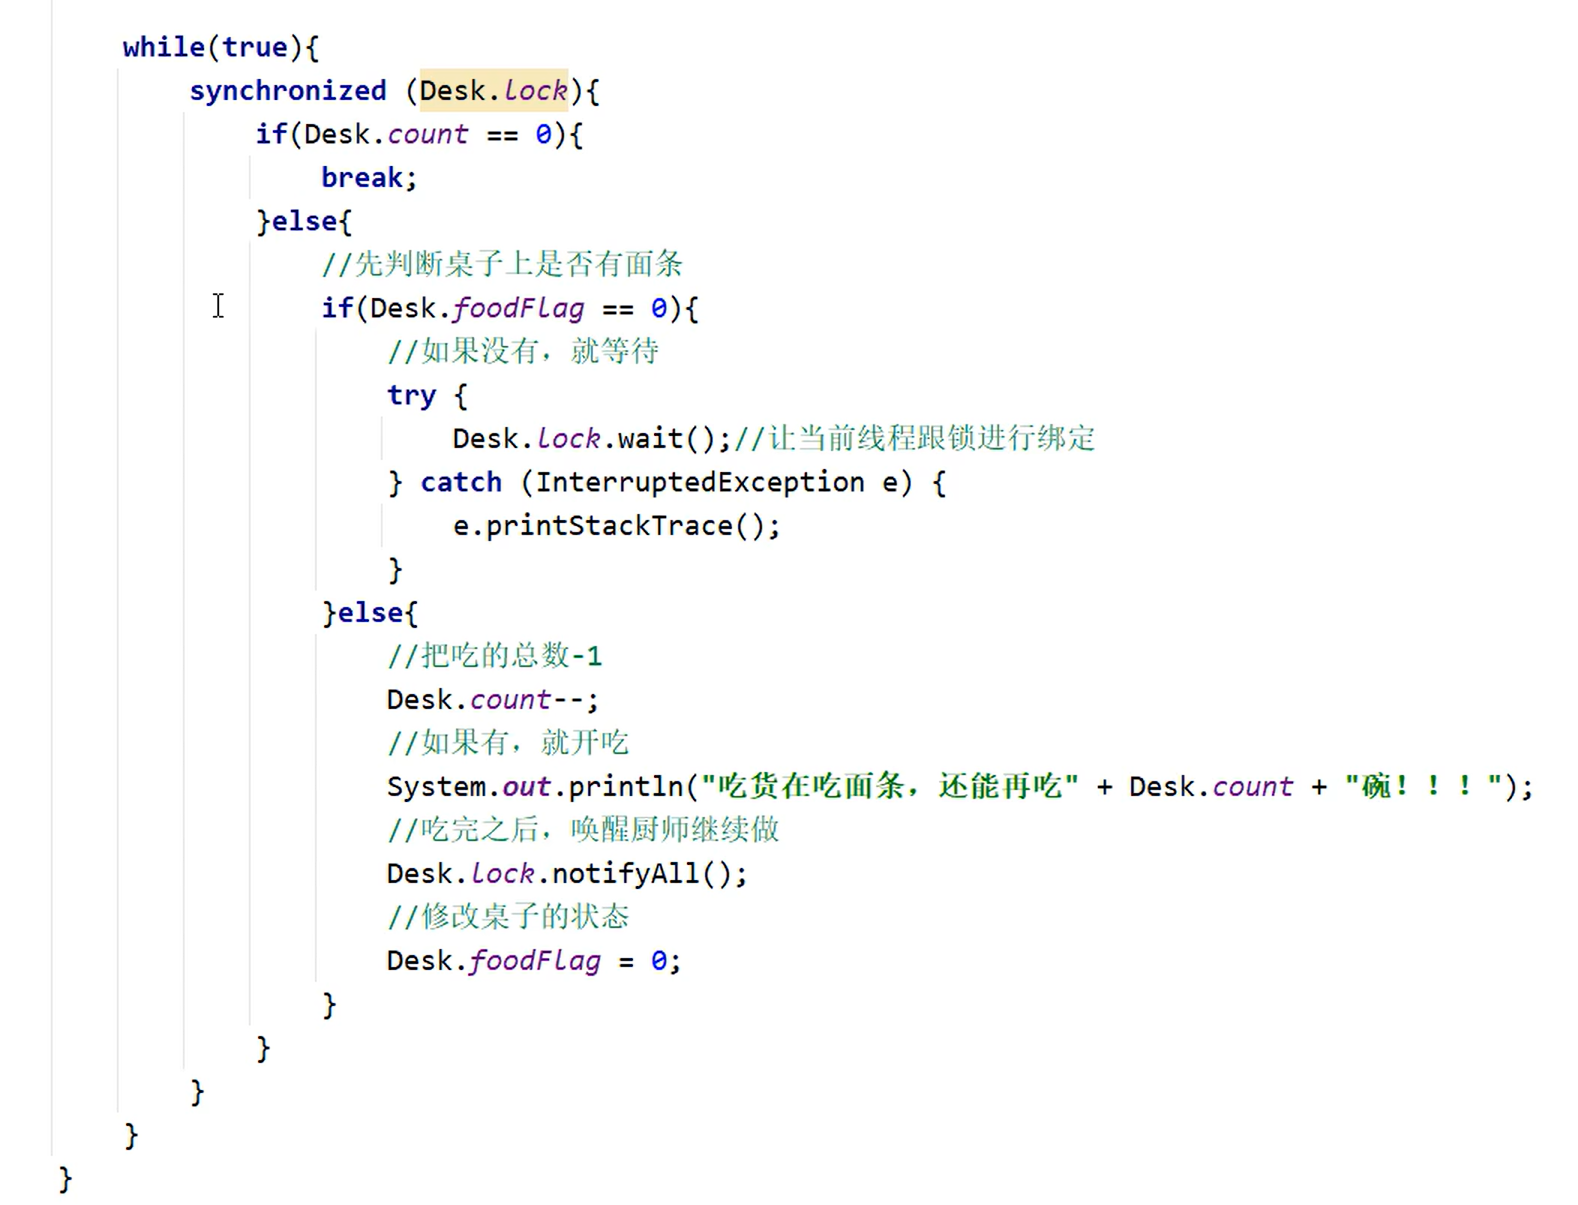 while(true){
synchronized (Desk.lock){
if(Desk.count == 0){
break;
}else{
//先判断桌子上是否有面条
if(Desk.foodFlag == 0){
//如果没有，就等待
try {
Desk.lock.wait();//让当前线程跟锁进行绑定
} catch (InterruptedException e) {
e.printStackTrace();
}
}else{
//把吃的总数-1
Desk.count--;
//如果有，就开吃
System.out.println("吃货在吃面条，还能再吃" + Desk.count + "碗！！！");
//吃完之后，唤醒厨师继续做
Desk.lock.notifyAll();
//修改桌子的状态
Desk.foodFlag = 0;
}
}
}
}
}